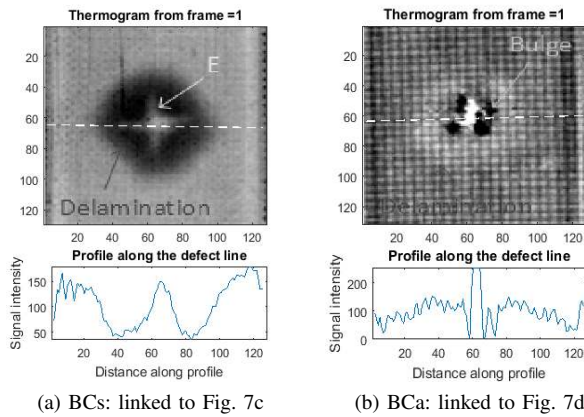 Thermogram from frame =1
20
40
60
80
100
120
20 40 60 80 100 120
E
Delamination
Profile along the defect line
Signal intensity
150
100
50
20 40 60 80 100 120
Distance along profile
(a) BCs: linked to Fig. 7c
Thermogram from frame =1
20
40
60
80
100
120
20 40 60 80 100 120
Bulge
Delamination
Profile along the defect line
Signal intensity
200
100
0
20 40 60 80 100 120
Distance along profile
(b) BCa: linked to Fig. 7d